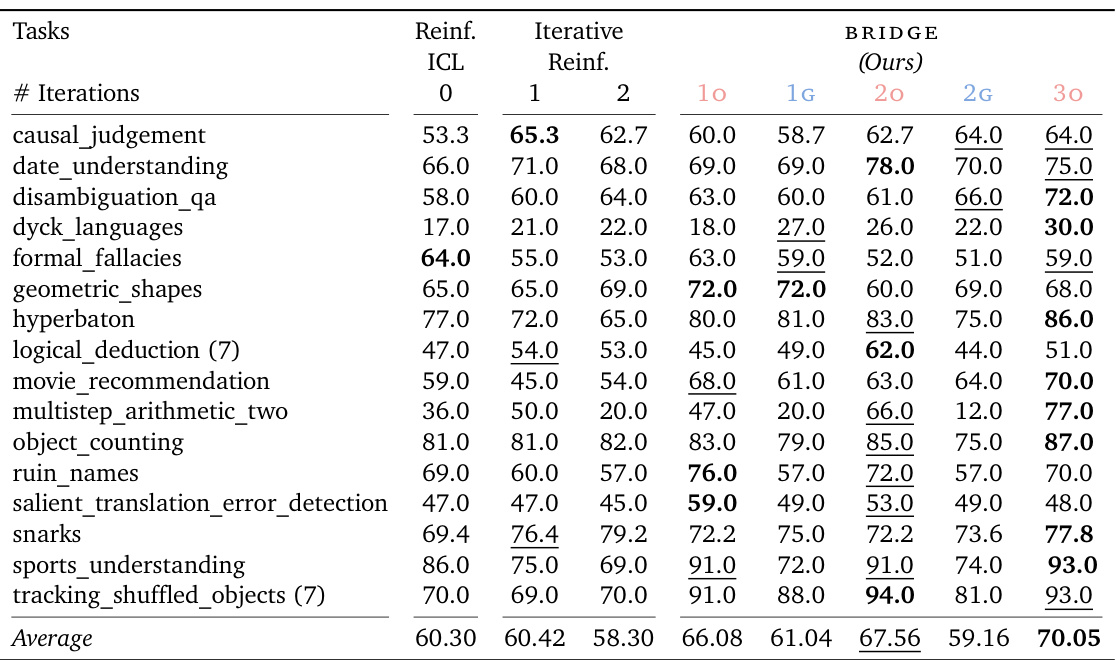 Tasks Reinf. Iterative BRIDGE
ICL Reinf. (Ours)
# Iterations 0 1 2 1O 1G 2O 2G 3O
causal_judgement 53.3 65.3 62.7 60.0 58.7 62.7 64.0 64.0
date_understanding 66.0 71.0 68.0 69.0 69.0 78.0 70.0 75.0
disambiguation_qa 58.0 60.0 64.0 63.0 60.0 61.0 66.0 72.0
dyck_languages 17.0 21.0 22.0 18.0 27.0 26.0 22.0 30.0
formal_fallacies 64.0 55.0 53.0 63.0 59.0 52.0 51.0 59.0
geometric_shapes 65.0 65.0 69.0 72.0 72.0 60.0 69.0 68.0
hyperbaton 77.0 72.0 65.0 80.0 81.0 83.0 75.0 86.0
logical_deduction (7) 47.0 54.0 53.0 45.0 49.0 62.0 44.0 51.0
movie_recommendation 59.0 45.0 54.0 68.0 61.0 63.0 64.0 70.0
multistep_arithmetic_two 36.0 50.0 20.0 47.0 20.0 66.0 12.0 77.0
object_counting 81.0 81.0 82.0 83.0 79.0 85.0 75.0 87.0
ruin_names 69.0 60.0 57.0 76.0 57.0 72.0 57.0 70.0
salient_translation_error_detection 47.0 47.0 45.0 59.0 49.0 53.0 49.0 48.0
snarks 69.4 76.4 79.2 72.2 75.0 72.2 73.6 77.8
sports_understanding 86.0 75.0 69.0 91.0 72.0 91.0 74.0 93.0
tracking_shuffled_objects (7) 70.0 69.0 70.0 91.0 88.0 94.0 81.0 93.0
Average 60.30 60.42 58.30 66.08 61.04 67.56 59.16 70.05